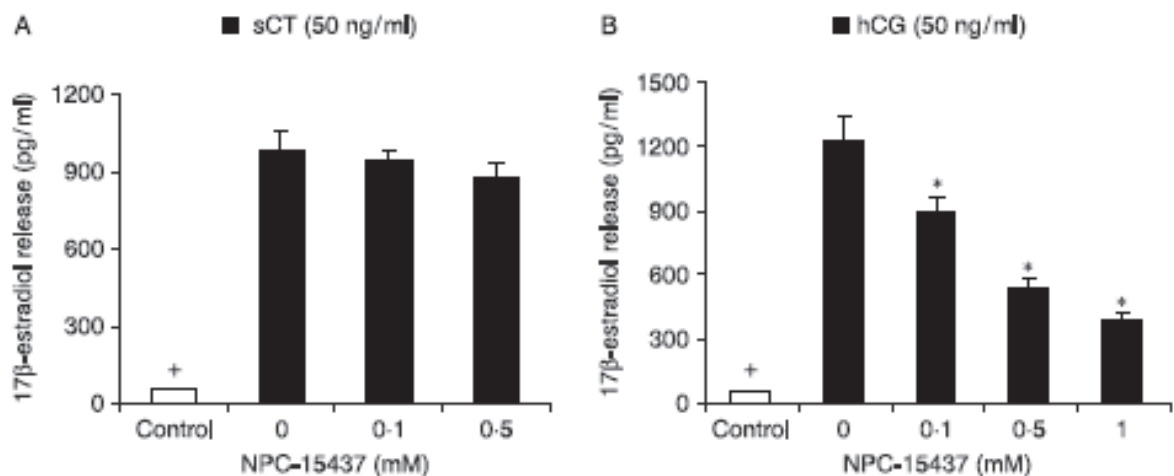 A
sCT (50 ng/ml)
17β-estradiol release (pg/ml)
1200
900
600
300
0
+
Control 0 0·1 0·5
NPC-15437 (mM)
B
hCG (50 ng/ml)
17β-estradiol release (pg/ml)
1500
1200
900
600
300
0
+
*
*
*
Control 0 0·1 0·5 1
NPC-15437 (mM)